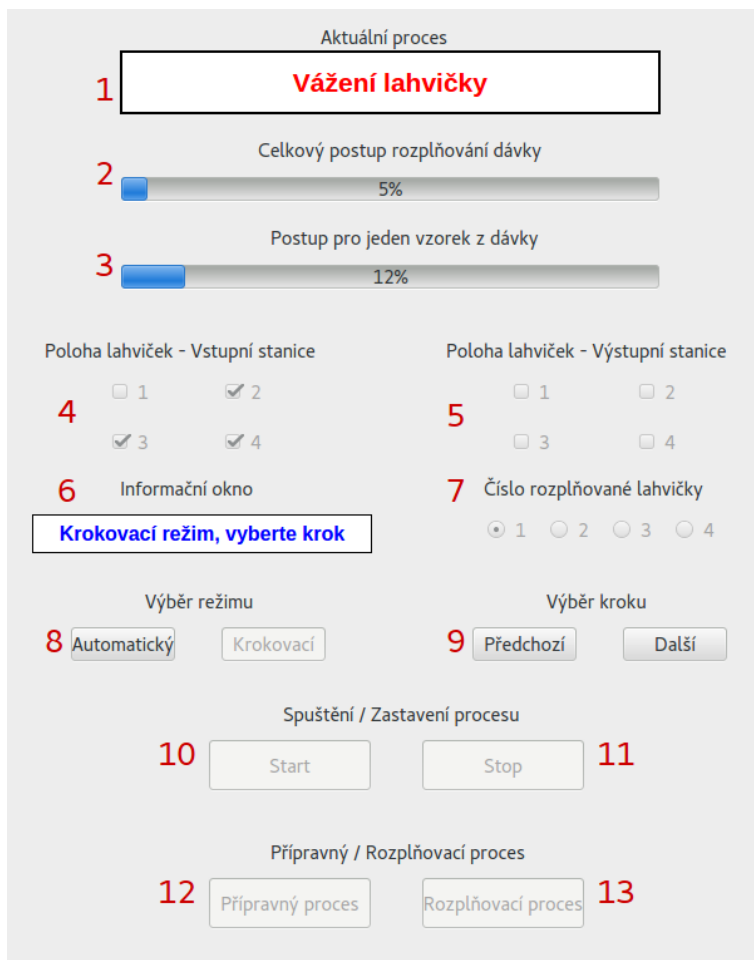 Aktuální proces
1 Vážení lahvičky
Celkový postup rozplňování dávky
2 5%
Postup pro jeden vzorek z dávky
3 12%
Poloha lahviček - Vstupní stanice Poloha lahviček - Výstupní stanice
4 1 2 5 1 2
3 4 3 4
6 Informační okno 7 Číslo rozplňované lahvičky
Krokovací režim, vyberte krok 1 2 3 4
Výběr režimu Výběr kroku
8 Automatický Krokovací 9 Předchozí Další
Spuštění / Zastavení procesu
10 Start Stop 11
Přípravný / Rozplňovací proces
12 Přípravný proces Rozplňovací proces 13